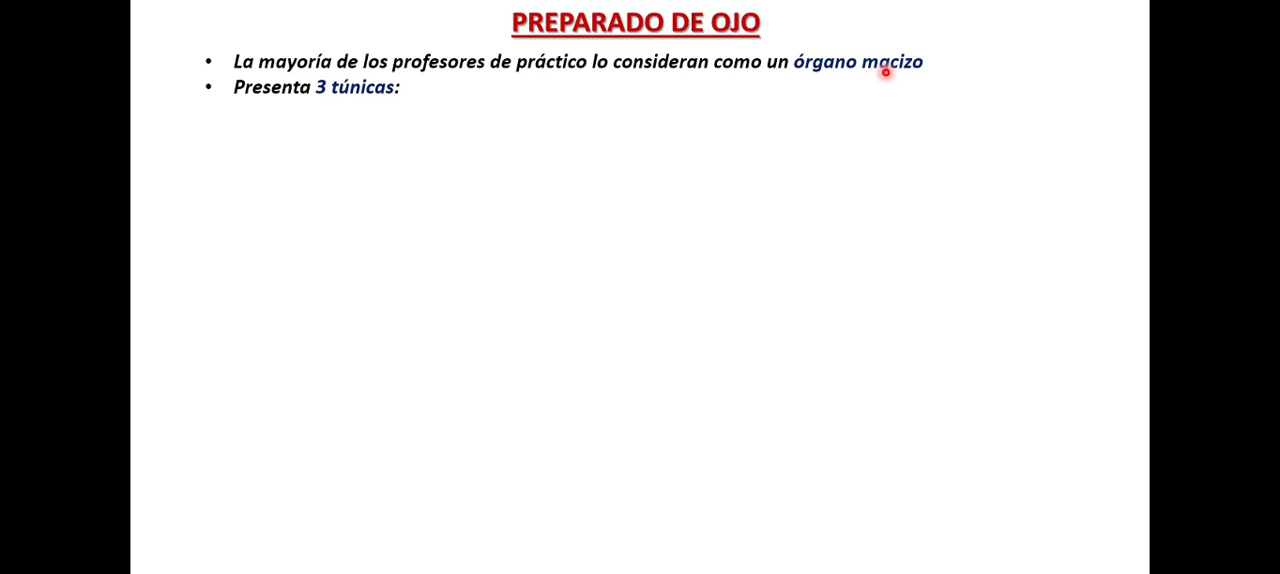 PREPARADO DE OJO
• La mayoría de los profesores de práctico lo consideran como un órgano macizo
• Presenta 3 túnicas: